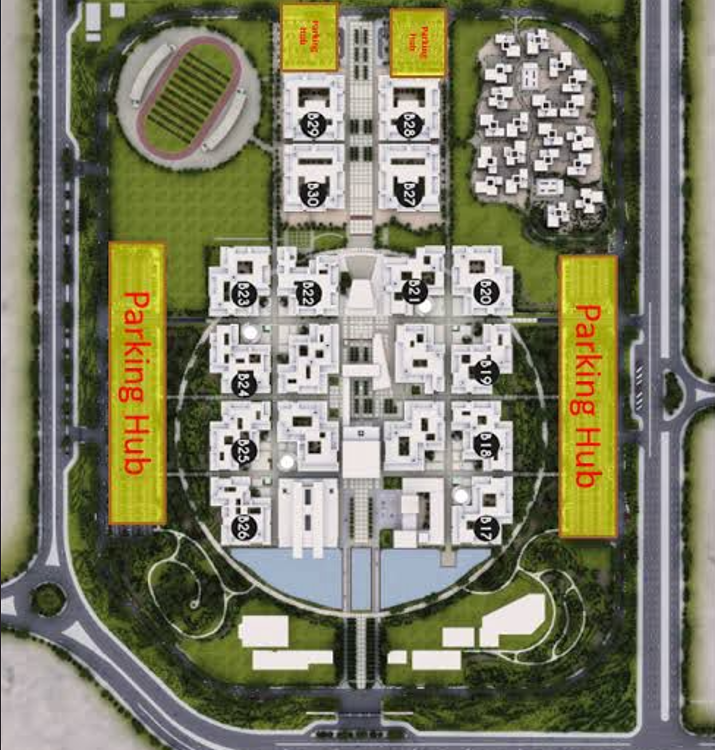 Parking
Hub
Parking
Hub
B29
B28
B30
B27
B23
B22
B21
B20
Parking Hub
Parking Hub
B24
B19
B25
B18
B26
B17